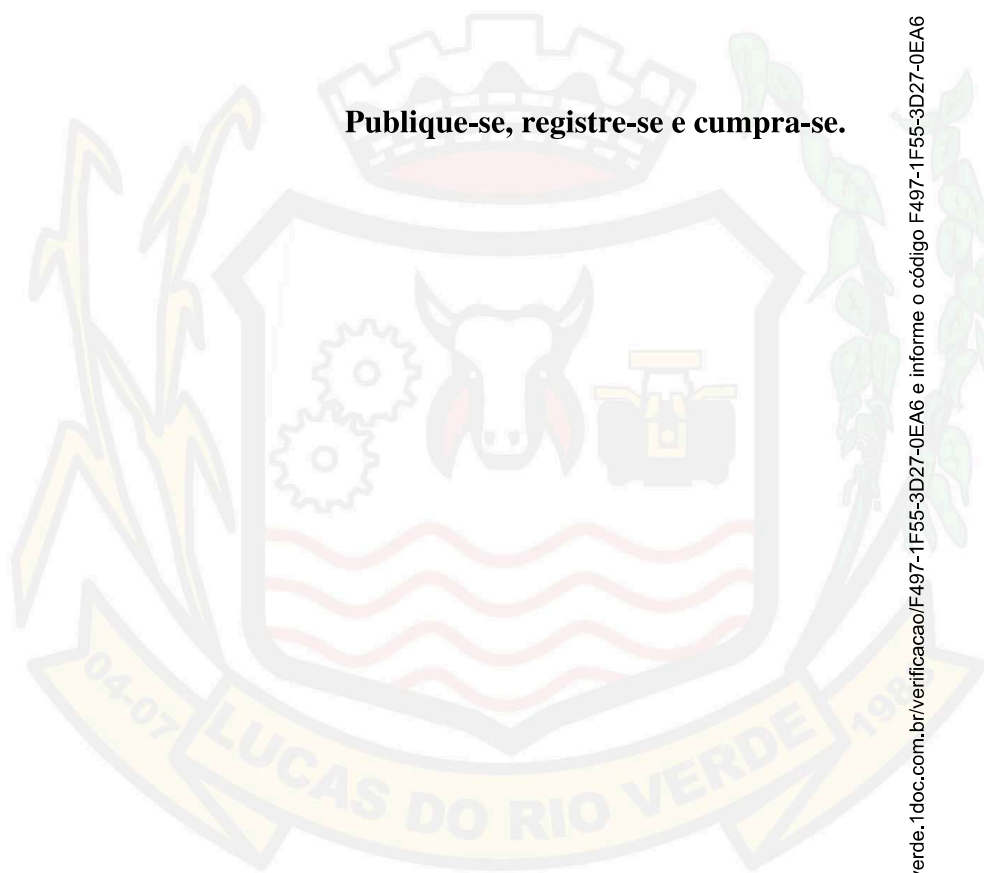 Publique-se, registre-se e cumpra-se.
04-07
LUCAS DO RIO VERDE
1988
erde.1doc.com.br/verificacao/F497-1F55-3D27-0EA6 e informe o código F497-1F55-3D27-0EA6